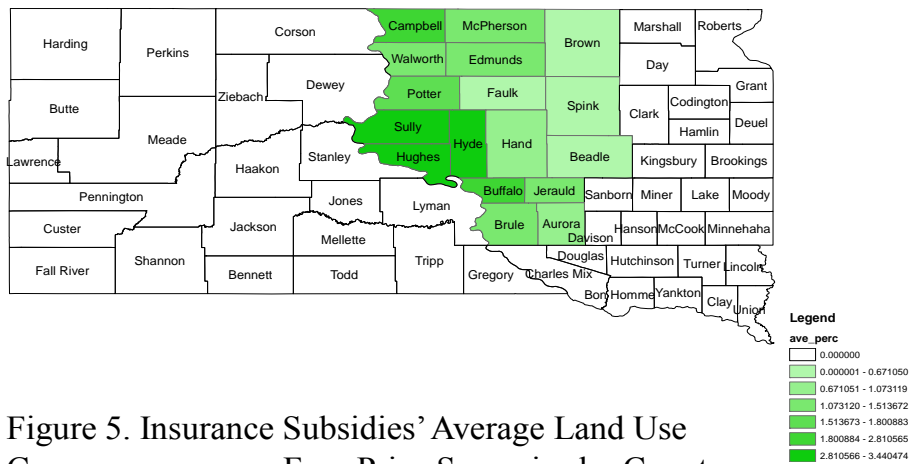 Harding
Perkins
Corson
Campbell
McPherson
Brown
Marshall
Roberts
Walworth
Edmunds
Day
Butte
Ziebach
Dewey
Potter
Faulk
Spink
Clark
Codington
Grant
Hamlin
Deuel
Meade
Sully
Hyde
Hand
Lawrence
Haakon
Stanley
Hughes
Beadle
Kingsbury
Brookings
Pennington
Jones
Lyman
Buffalo
Jerauld
Sanborn
Miner
Lake
Moody
Custer
Jackson
Mellette
Brule
Aurora
Davison
Hanson
McCook
Minnehaha
Fall River
Shannon
Bennett
Todd
Tripp
Gregory
Charles Mix
Douglas
Hutchinson
Turner
Lincoln
Bon Homme
Yankton
Clay
Union
Legend
ave_perc
0.000000
0.000001 - 0.671050
0.671051 - 1.073119
1.073120 - 1.513672
1.513673 - 1.800883
1.800884 - 2.810565
2.810566 - 3.440474
Figure 5. Insurance Subsidies' Average Land Use